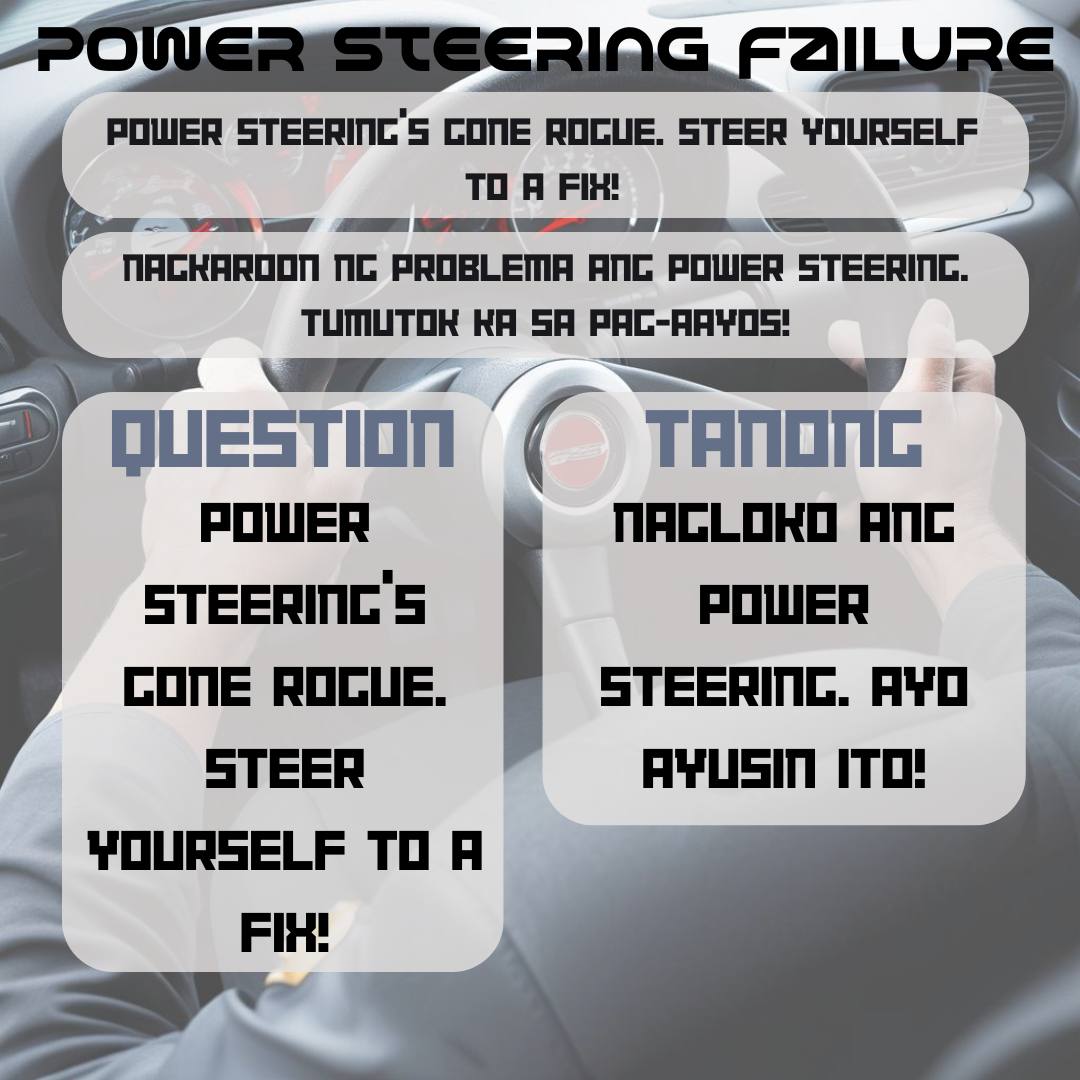 POWER STEERING FAILURE
POWER STEERING'S GONE ROGUE. STEER YOURSELF
TO A FIX!
NAGKAROON NG PROBLEMA ANG POWER STEERING.
TUMUTOK KA SA PAG-AAYOS!
QUESTION
POWER
STEERING'S
GONE ROGUE.
STEER
YOURSELF TO A
FIX!
TANONG
NAGLOKO ANG
POWER
STEERING. AYO
AYUSIN ITO!